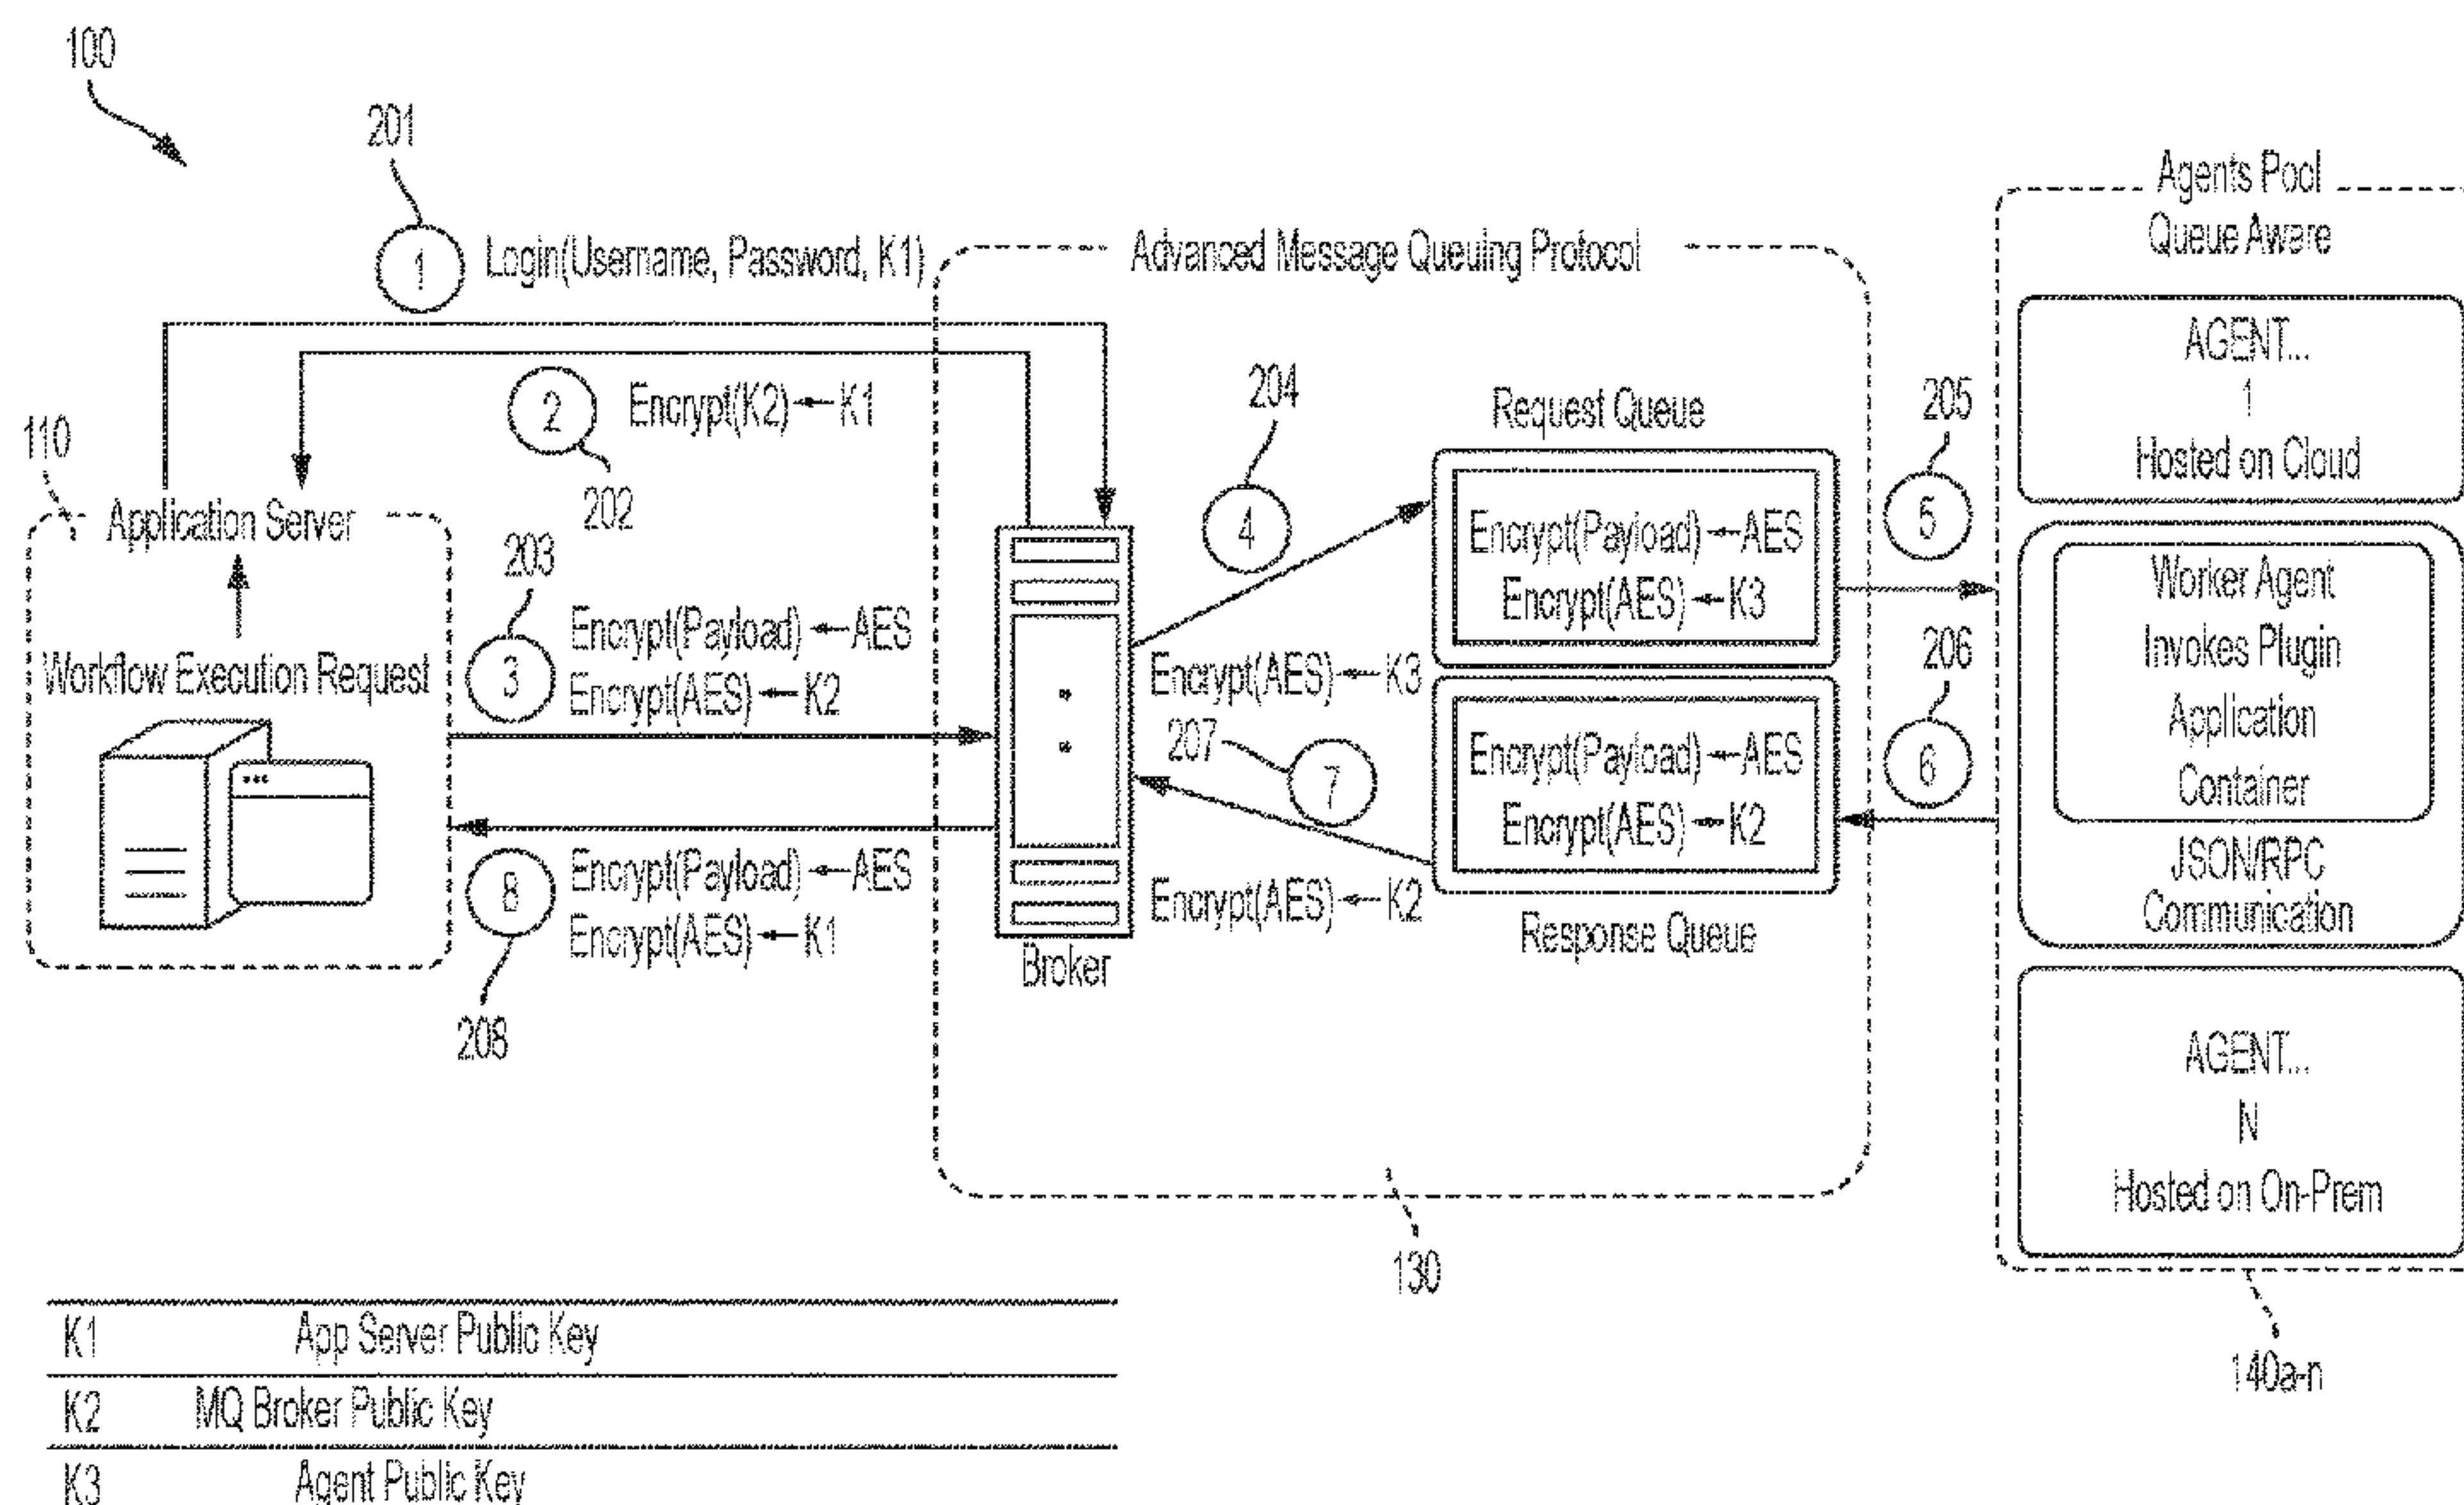 100
201
1
Login(Username, Password, K1)
2
Encrypt(K2)←K1
202
110
Application Server
Workflow Execution Request
203
3
Encrypt(Payload)←AES
Encrypt(AES)←K2
8
Encrypt(Payload)←AES
Encrypt(AES)←K1
208
Advanced Message Queuing Protocol
204
4
Encrypt(AES)←K3
207
7
Encrypt(AES)←K2
Broker
Request Queue
Encrypt(Payload)←AES
Encrypt(AES)←K3
Encrypt(Payload)←AES
Encrypt(AES)←K2
Response Queue
130
205
5
206
6
Agents Pool
Queue Aware
AGENT...
1
Hosted on Cloud
Worker Agent
Invokes Plugin
Application
Container
JSON/RPC
Communication
AGENT...
N
Hosted on On-Prem
140a-n
K1 App Server Public Key
K2 MQ Broker Public Key
K3 Agent Public Key